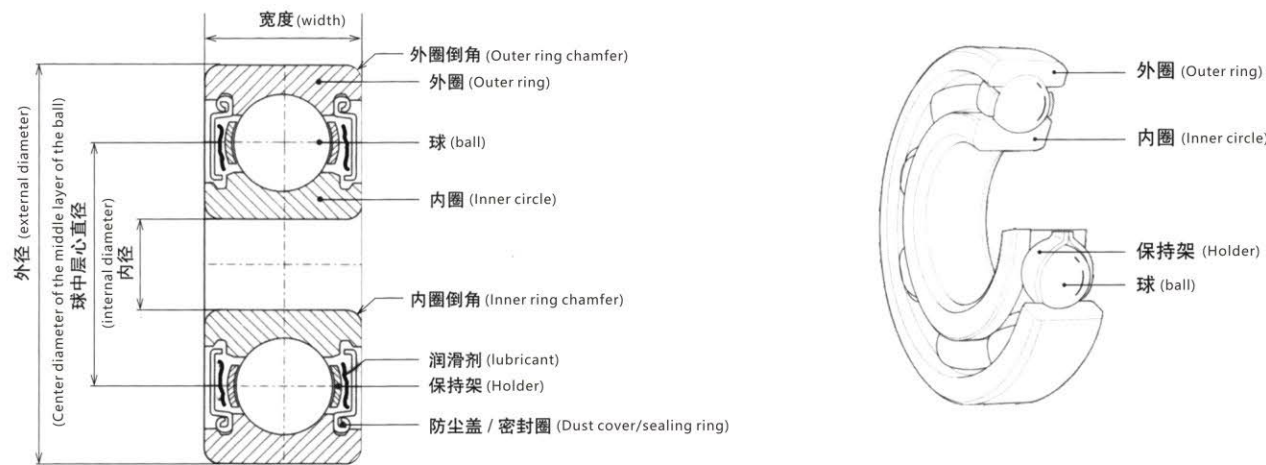 宽度 (width)
外圈倒角 (Outer ring chamfer)
外圈 (Outer ring)
球 (ball)
内圈 (Inner circle)
内圈倒角 (Inner ring chamfer)
润滑剂 (lubricant)
保持架 (Holder)
防尘盖 / 密封圈 (Dust cover/sealing ring)
外径 (external diameter)
(Center diameter of the middle layer of the ball)
球中层心直径
(internal diameter)
内径
外圈 (Outer ring)
内圈 (Inner circle)
保持架 (Holder)
球 (ball)